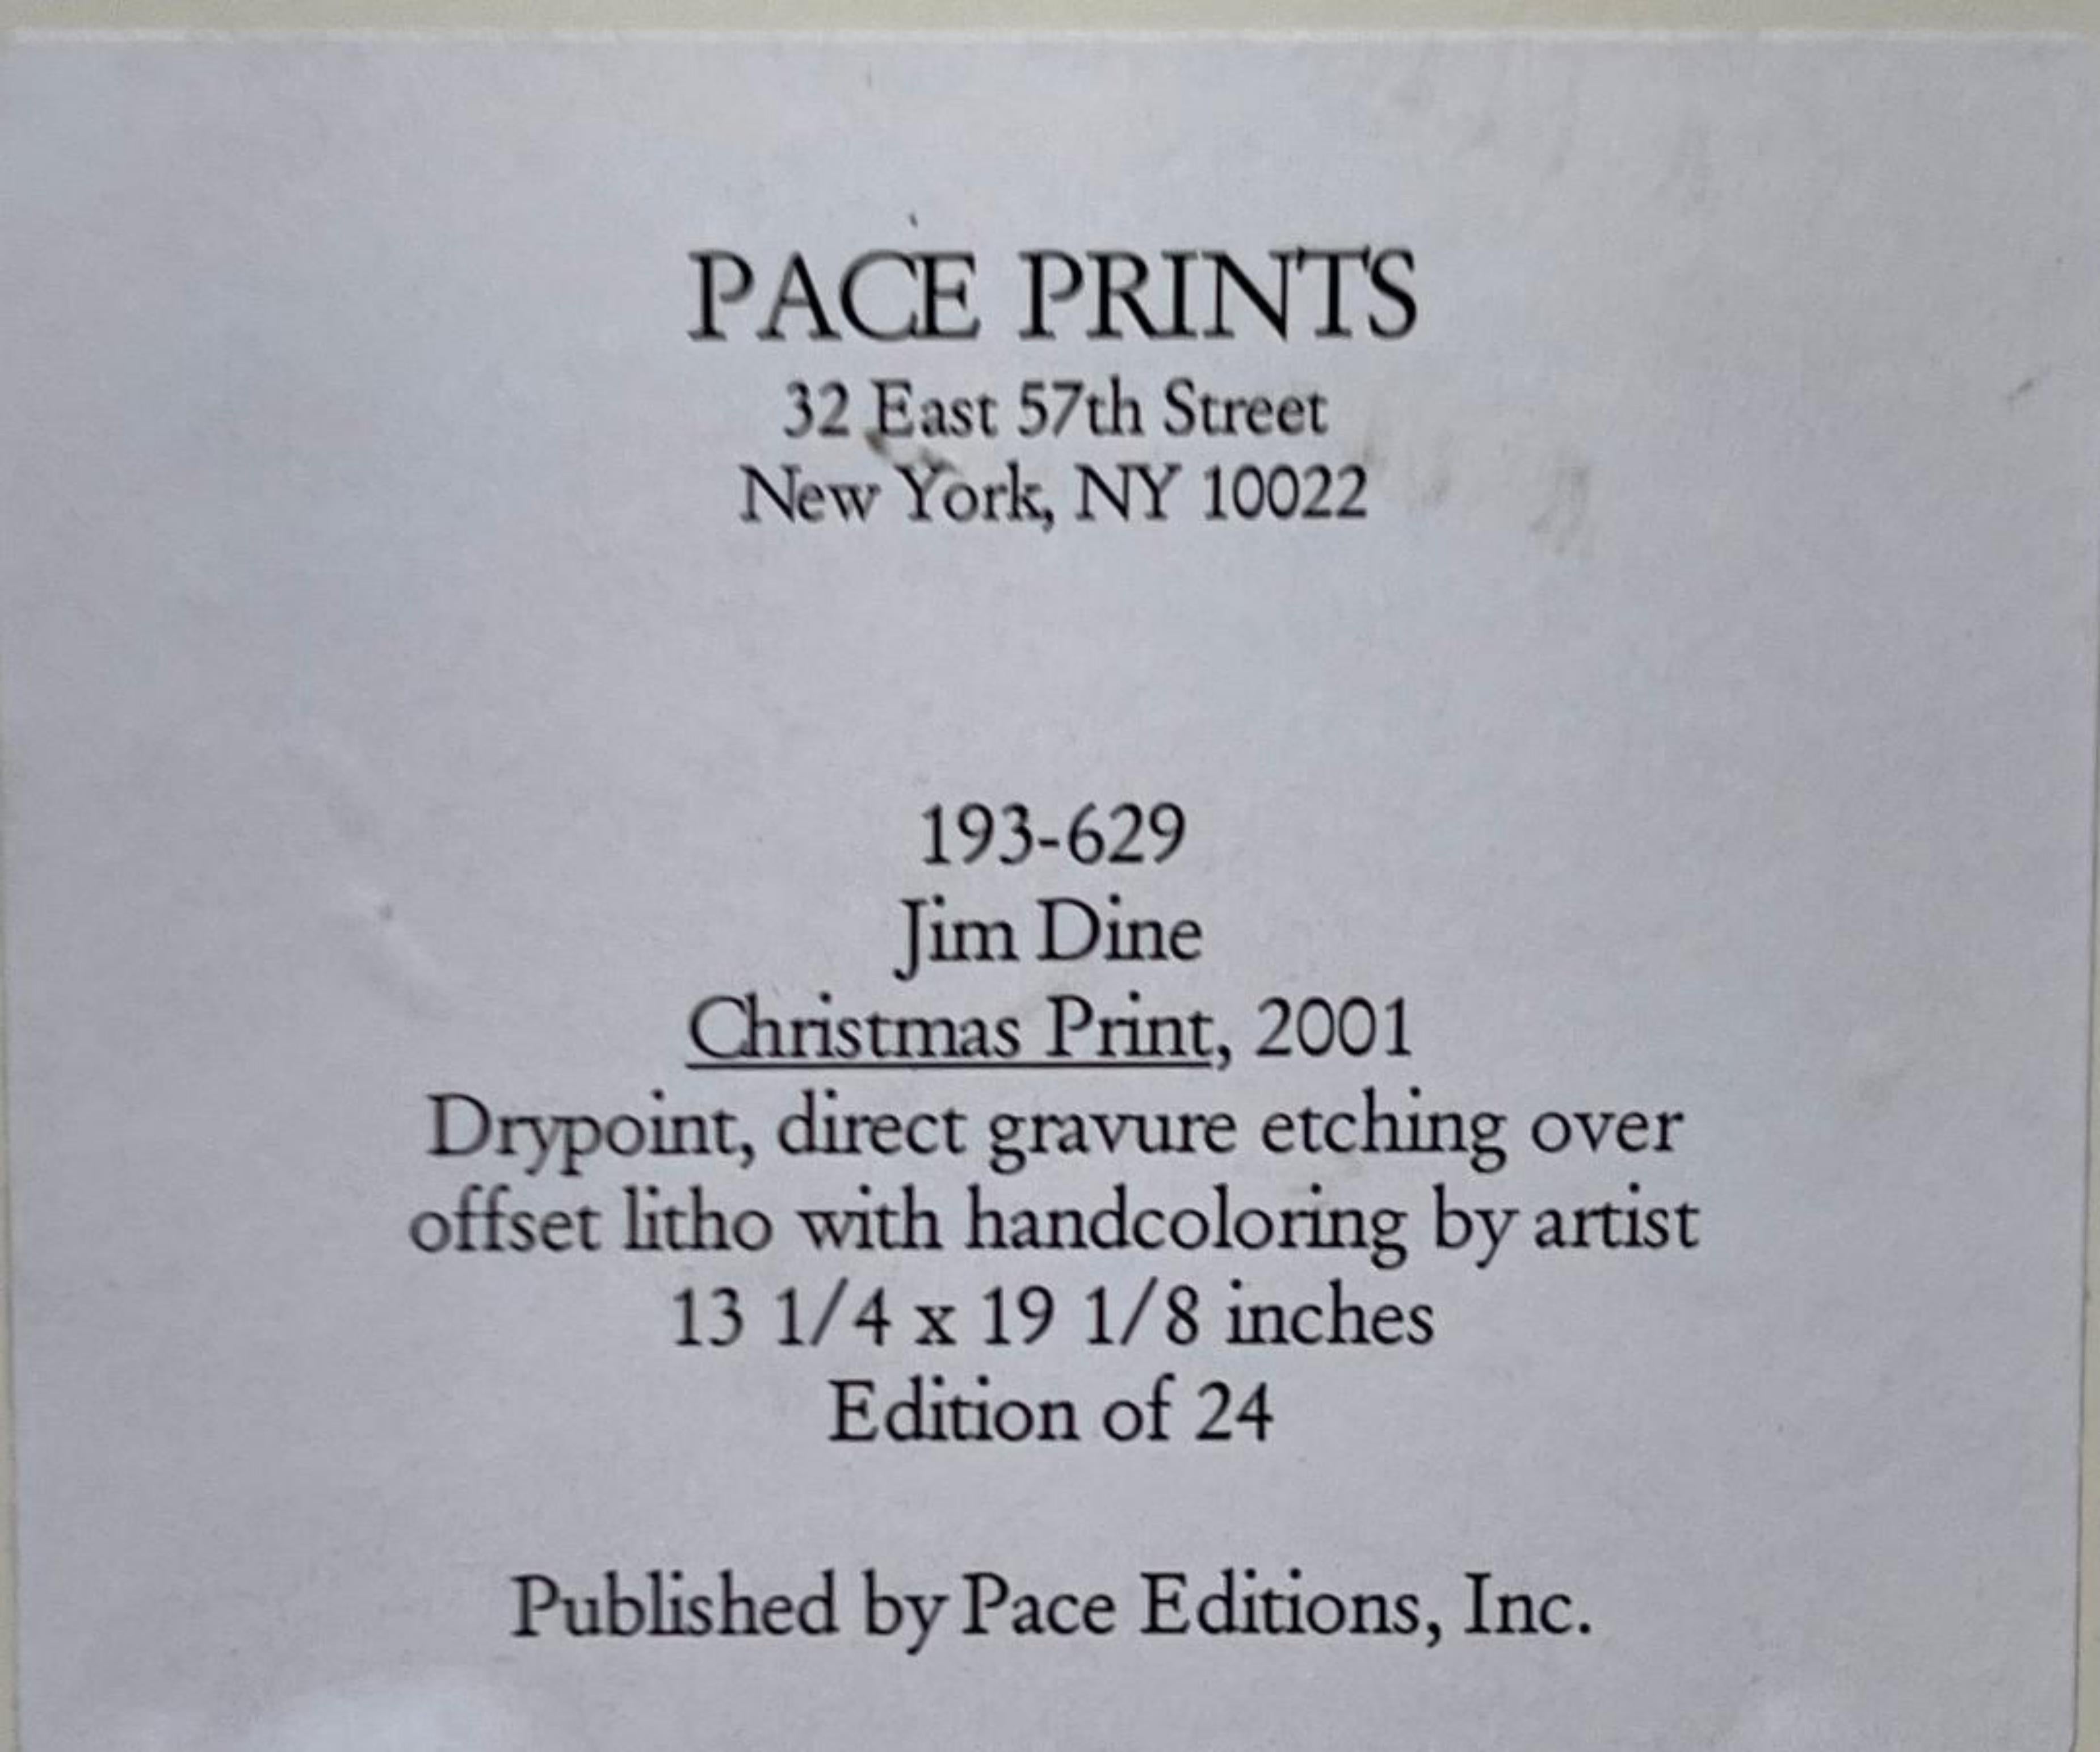 PACE PRINTS
32 East 57th Street
New York, NY 10022
193-629
Jim Dine
Christmas Print, 2001
Drypoint, direct gravure etching over
offset litho with handcoloring by artist
13 1/4 x 19 1/8 inches
Edition of 24
Published by Pace Editions, Inc.